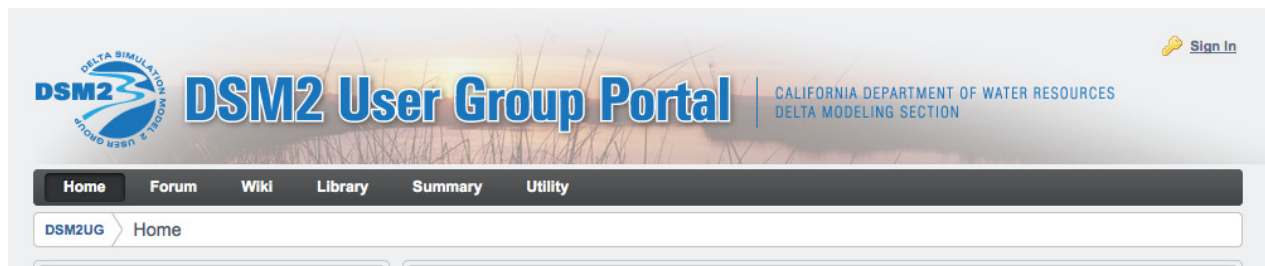 Sign In
DELTA SIMULATION MODEL 2 USER GROUP
DSM2
DSM2 User Group Portal
CALIFORNIA DEPARTMENT OF WATER RESOURCES
DELTA MODELING SECTION
Home Forum Wiki Library Summary Utility
DSM2UG Home